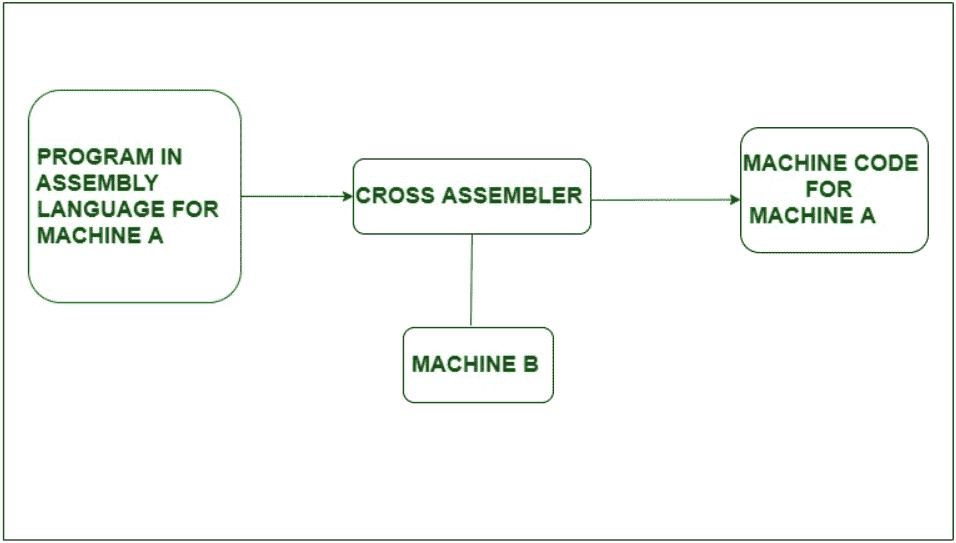 PROGRAM IN
ASSEMBLY
LANGUAGE FOR
MACHINE A
CROSS ASSEMBLER
MACHINE CODE
FOR
MACHINE A
MACHINE B